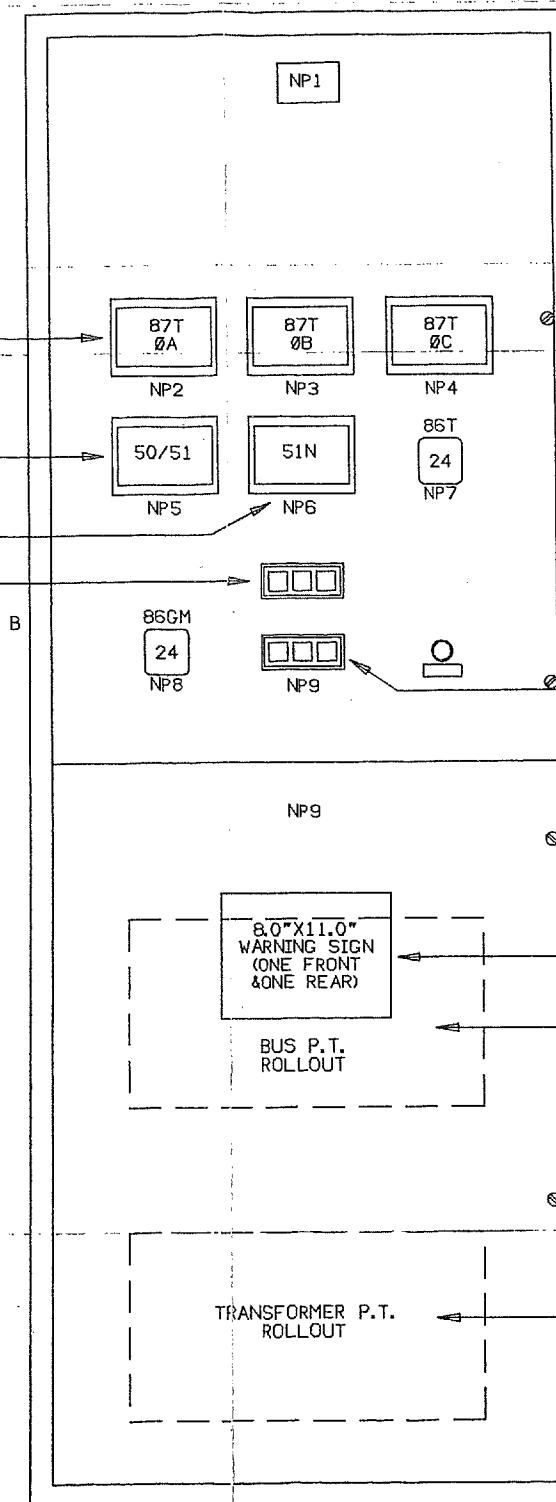 NP1
87T
ØA
NP2
87T
ØB
NP3
87T
ØC
NP4
50/51
NP5
51N
NP6
86T
24
NP7
B
86GM
24
NP8
NP9
NP9
8.0"X11.0"
WARNING SIGN
(ONE FRONT
&ONE REAR)
BUS P.T.
ROLLOUT
TRANSFORMER P.T.
ROLLOUT